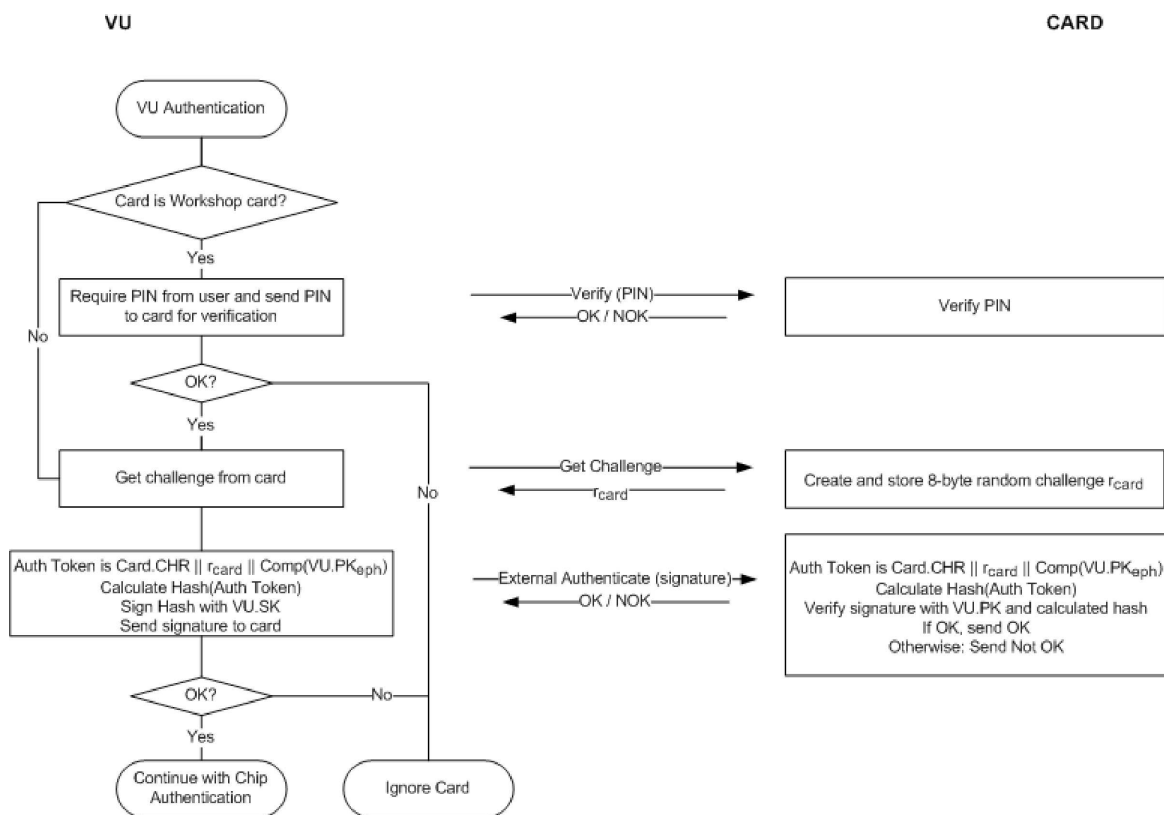 VU
CARD
VU Authentication
Card is Workshop card?
Yes
Require PIN from user and send PIN
to card for verification
Verify (PIN)
OK / NOK
Verify PIN
No
OK?
Yes
Get challenge from card
Get Challenge
rcard
Create and store 8-byte random challenge rcard
No
Auth Token is Card.CHR || rcard || Comp(VU.PKeph)
Calculate Hash(Auth Token)
Sign Hash with VU.SK
Send signature to card
External Authenticate (signature)
OK / NOK
Auth Token is Card.CHR || rcard || Comp(VU.PKeph)
Calculate Hash(Auth Token)
Verify signature with VU.PK and calculated hash
If OK, send OK
Otherwise: Send Not OK
OK?
No
Yes
Continue with Chip
Authentication
Ignore Card